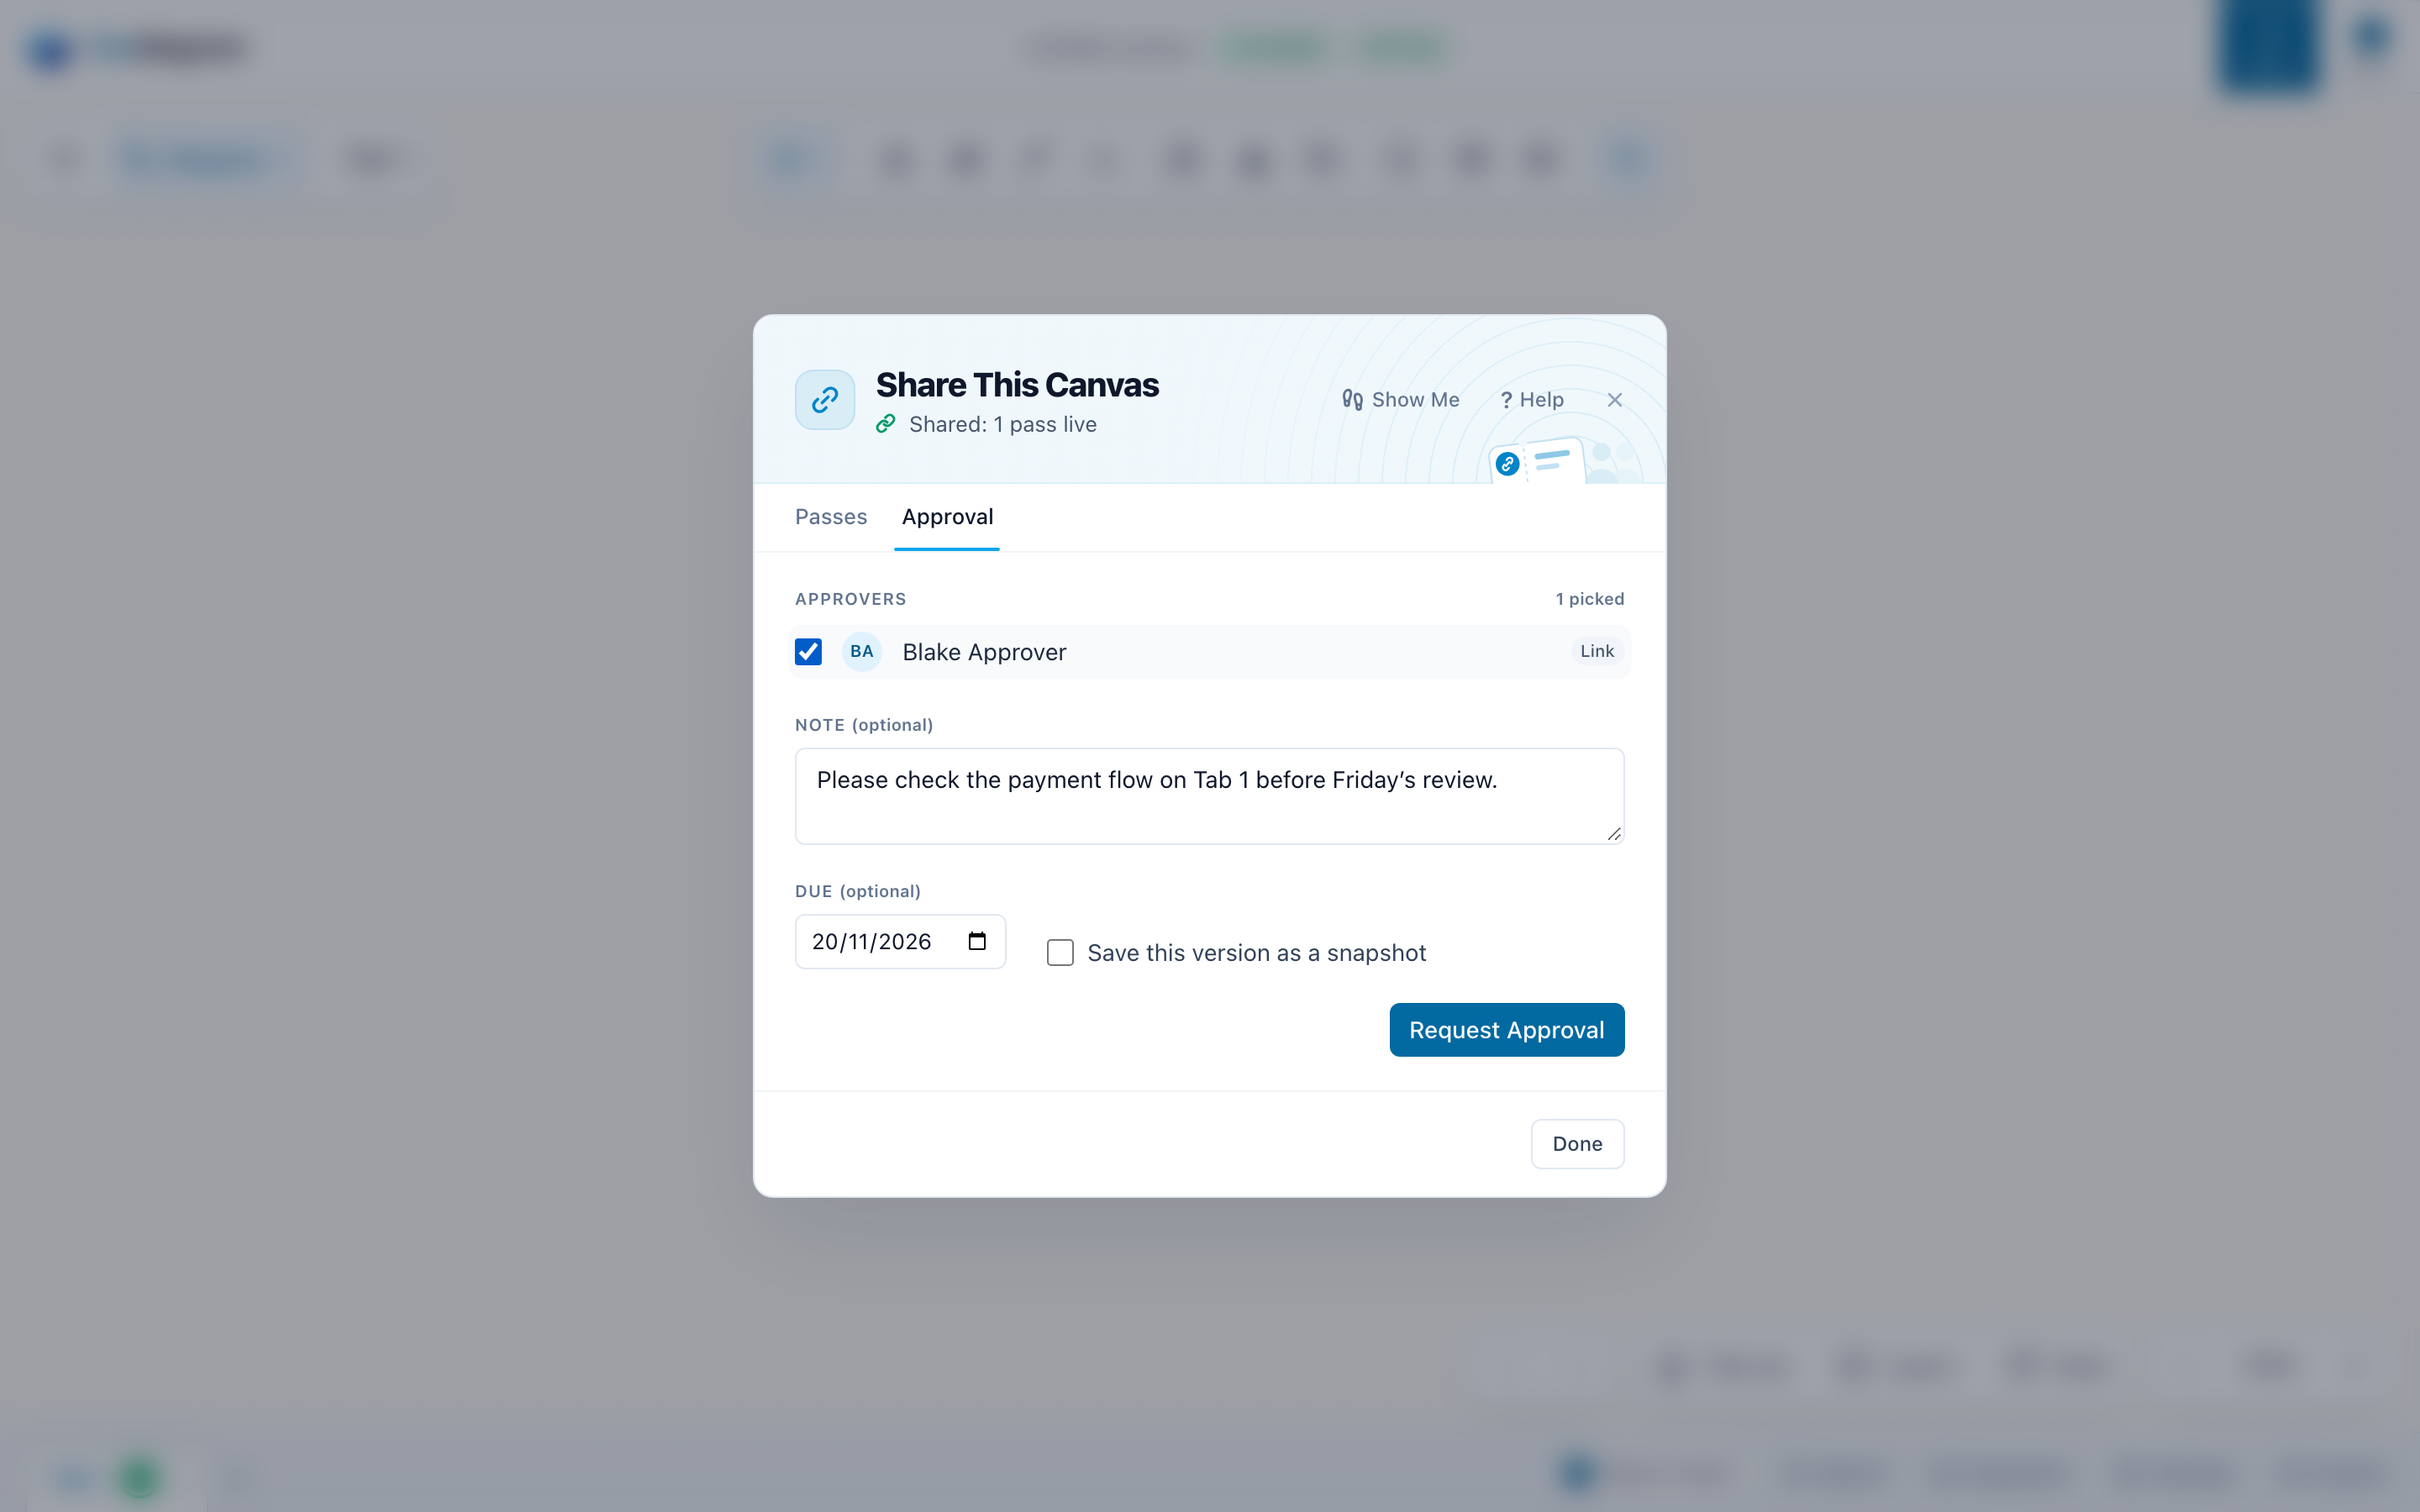 Share This Canvas
Shared: 1 pass live
Show Me
? Help
Passes
Approval
APPROVERS
1 picked
BA
Blake Approver
Link
NOTE (optional)
Please check the payment flow on Tab 1 before Friday’s review.
DUE (optional)
20/11/2026
Save this version as a snapshot
Request Approval
Done